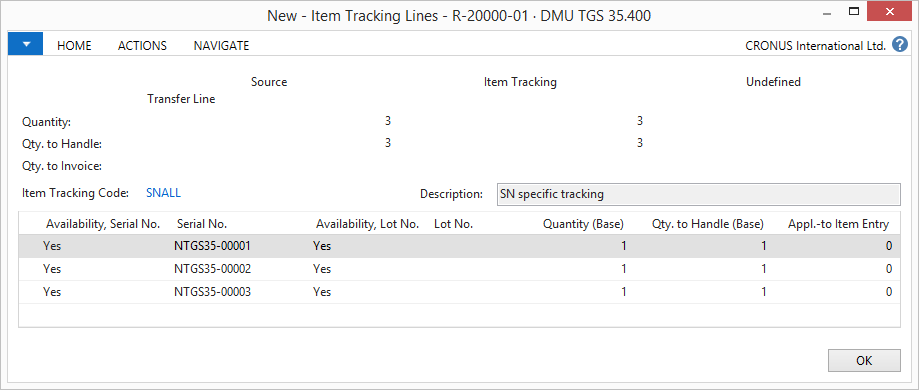 New - Item Tracking Lines - R-20000-01 · DMU TGS 35.400
HOME ACTIONS NAVIGATE CRONUS International Ltd. ?
Source Item Tracking Undefined
Transfer Line
Quantity: 3 3
Qty. to Handle: 3 3
Qty. to Invoice:
Item Tracking Code: SNALL Description: SN specific tracking
Availability, Serial No. Serial No. Availability, Lot No. Lot No. Quantity (Base) Qty. to Handle (Base) Appl.-to Item Entry
Yes NTGS35-00001 Yes 1 1 0
Yes NTGS35-00002 Yes 1 1 0
Yes NTGS35-00003 Yes 1 1 0
OK